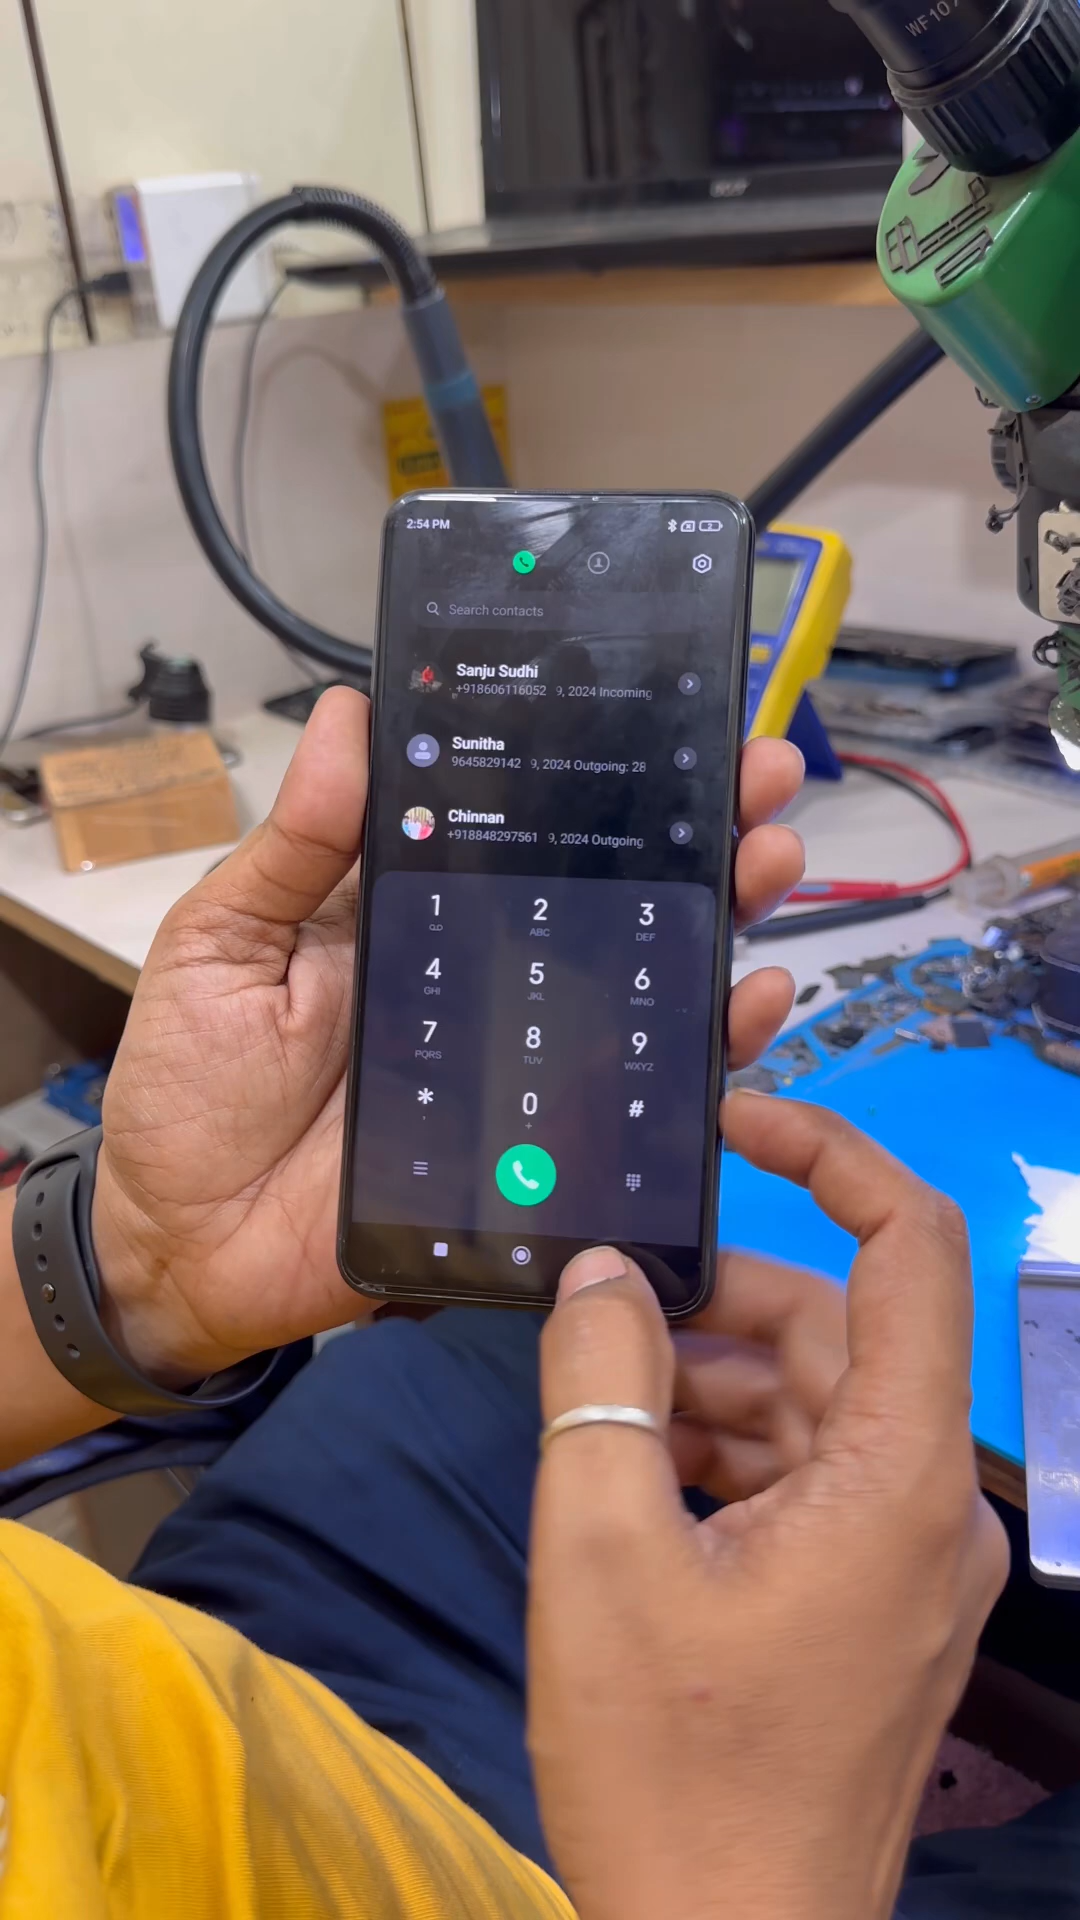 WF10X
acer
2:54 PM
2
Search contacts
Sanju Sudhi
+918606116052 9, 2024 Incoming
Sunitha
9645829142 9, 2024 Outgoing: 28
Chinnan
+918848297561 9, 2024 Outgoing
1 2 3
ABC DEF
4 5 6
GHI JKL MNO
7 8 9
PQRS TUV WXYZ
* 0 #
, +